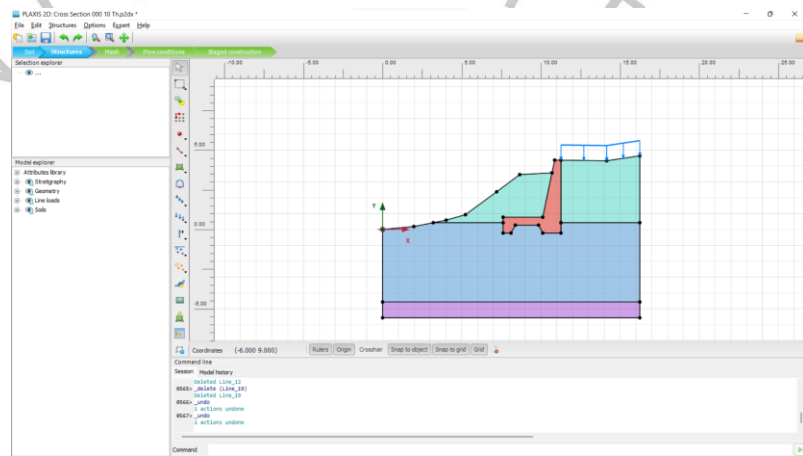 PLAXIS 2D: Cross Section 000 10 Th.p2dx *
File Edit Structures Options Expert Help
Soil Structures Mesh Flow conditions Staged construction
Selection explorer
...
Model explorer
Attributes library
Stratigraphy
Geometry
Line loads
Soils
-10.00 -5.00 0.00 5.00 10.00 15.00 20.00 25.00
5.00
0.00
-5.00
Y
X
Coordinates (-6.000 9.000) Rulers Origin Crosshair Snap to object Snap to grid Grid
Command line
Session Model history
Deleted Line_12
0565> _delete (Line_19)
Deleted Line_19
0566> _undo
1 actions undone
0567> _undo
1 actions undone
Command